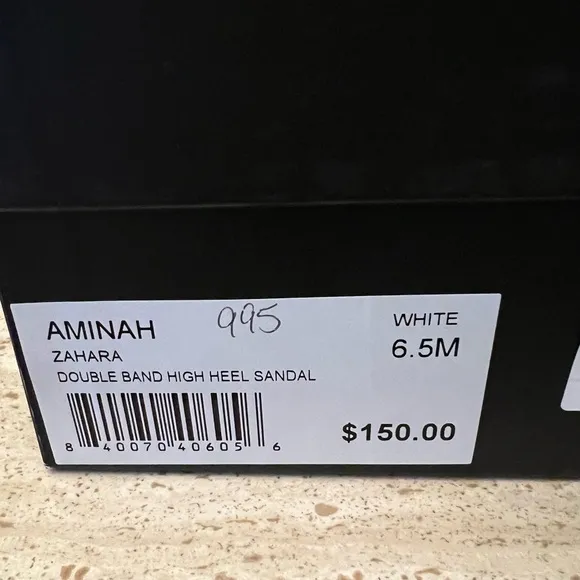 AMINAH 995 WHITE
ZAHARA 6.5M
DOUBLE BAND HIGH HEEL SANDAL
8 40070 40605 6 $150.00